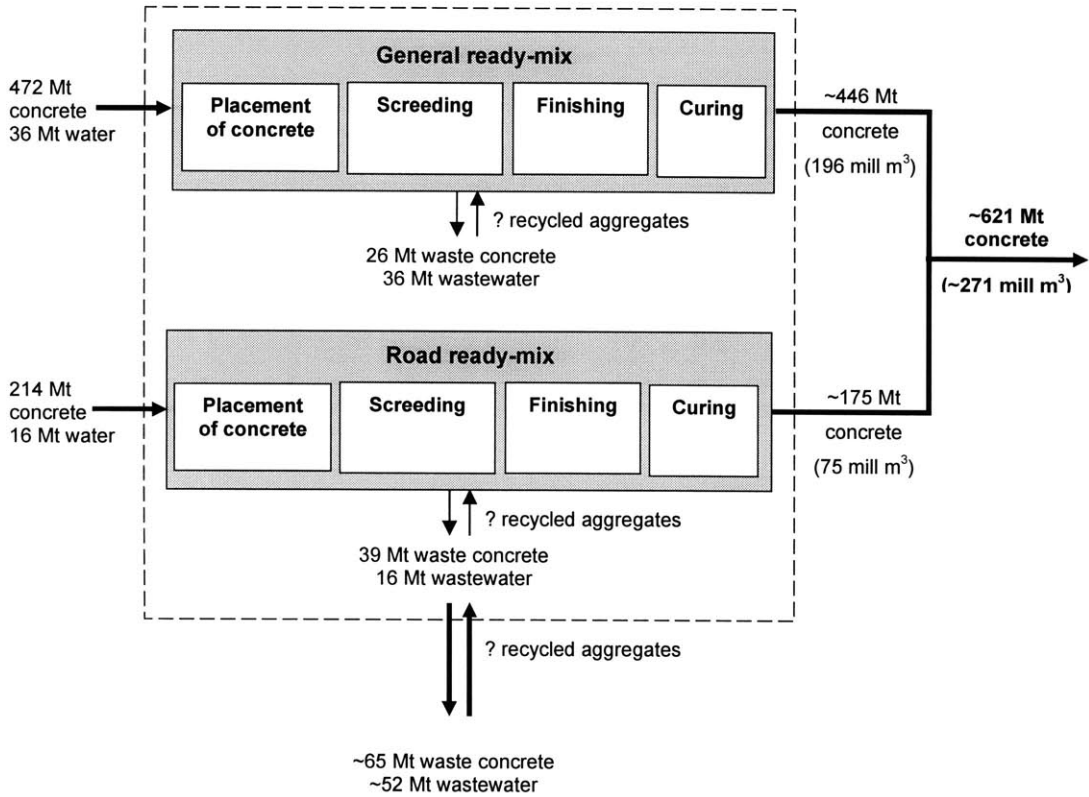 General ready-mix
472 Mt
concrete
36 Mt water
Placement
of concrete
Screeding
Finishing
Curing
~446 Mt
concrete
(196 mill m³)
? recycled aggregates
26 Mt waste concrete
36 Mt wastewater
~621 Mt
concrete
(~271 mill m³)
Road ready-mix
214 Mt
concrete
16 Mt water
Placement
of concrete
Screeding
Finishing
Curing
~175 Mt
concrete
(75 mill m³)
? recycled aggregates
39 Mt waste concrete
16 Mt wastewater
? recycled aggregates
~65 Mt waste concrete
~52 Mt wastewater